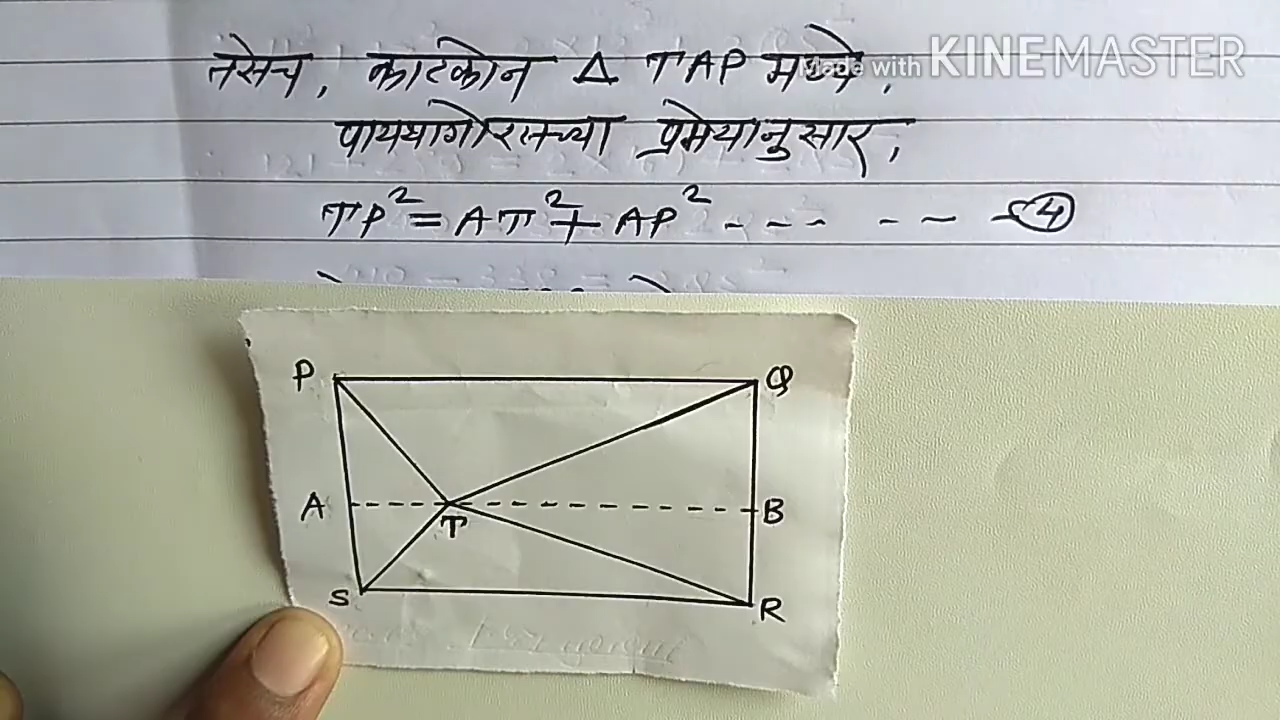 तसेच, काटकोन Δ TAP मध्ये,
Made with KINEMASTER
पायथागोरसच्या प्रमेयानुसार,
TP² = AT² + AP² - - - - - - ④
P
Q
A
T
B
S
R